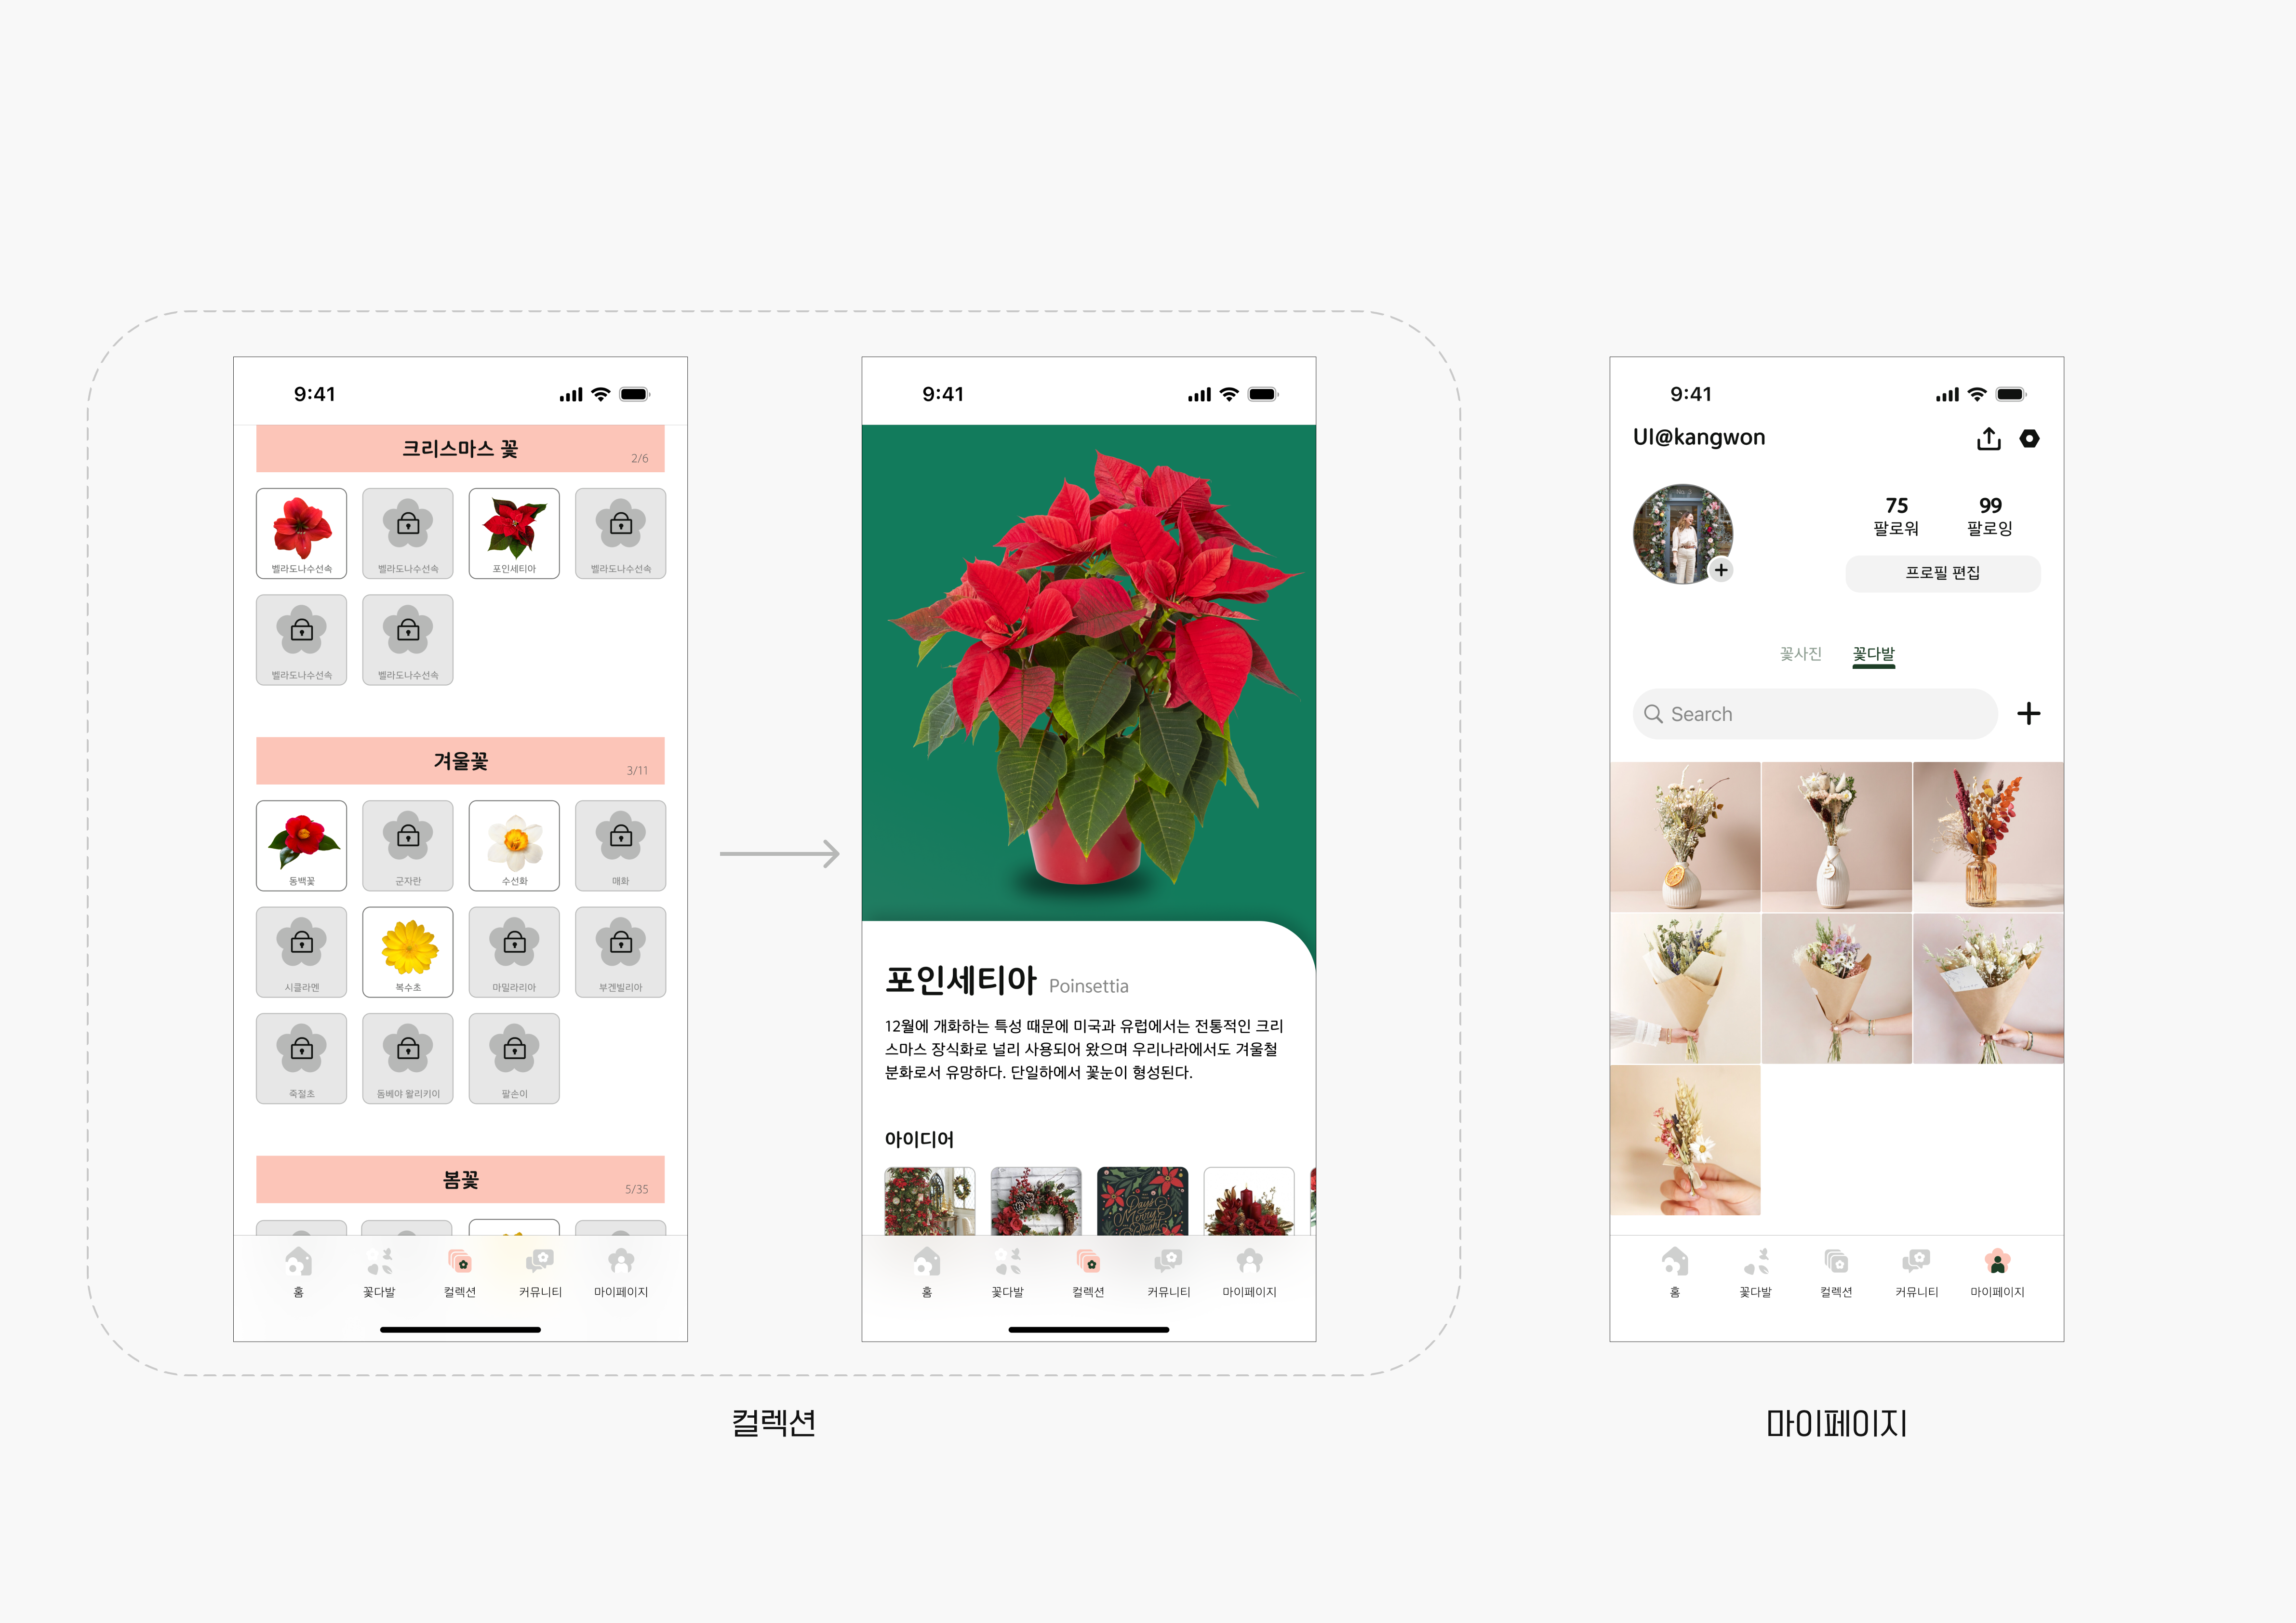 9:41
크리스마스 꽃
2/6
벨라도나수선속
벨라도나수선속
포인세티아
벨라도나수선속
벨라도나수선속
벨라도나수선속
겨울꽃
3/11
동백꽃
군자란
수선화
매화
시클라멘
복수초
마밀라리아
부겐빌리아
죽절초
돔베야 왈리키이
팔손이
봄꽃
5/35
홈
꽃다발
컬렉션
커뮤니티
마이페이지
9:41
포인세티아 Poinsettia
12월에 개화하는 특성 때문에 미국과 유럽에서는 전통적인 크리
스마스 장식화로 널리 사용되어 왔으며 우리나라에서도 겨울철
분화로서 유망하다. 단일하에서 꽃눈이 형성된다.
아이디어
Days
Merry
Bright
홈
꽃다발
컬렉션
커뮤니티
마이페이지
컬렉션
9:41
UI@kangwon
75
팔로워
99
팔로잉
프로필 편집
꽃사진
꽃다발
Search
홈
꽃다발
컬렉션
커뮤니티
마이페이지
마이페이지